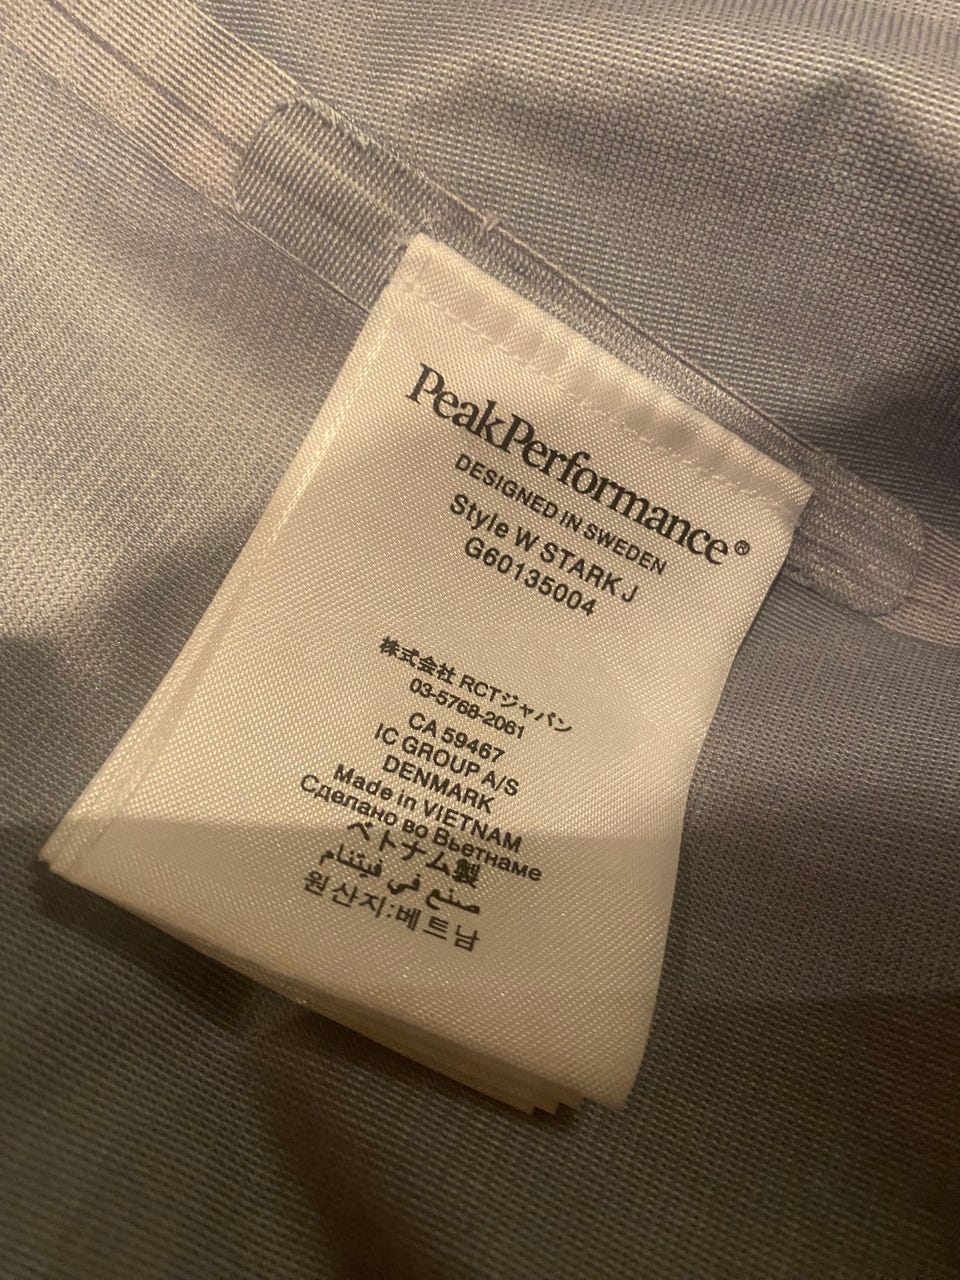 PeakPerformance®
DESIGNED IN SWEDEN
Style W STARK J
G60135004
株式会社 RCTジャパン
03-5768-2061
CA 59467
IC GROUP A/S
DENMARK
Made in VIETNAM
Сделано во Вьетнаме
ベトナム製
صنع في فيتنام
원산지:베트남